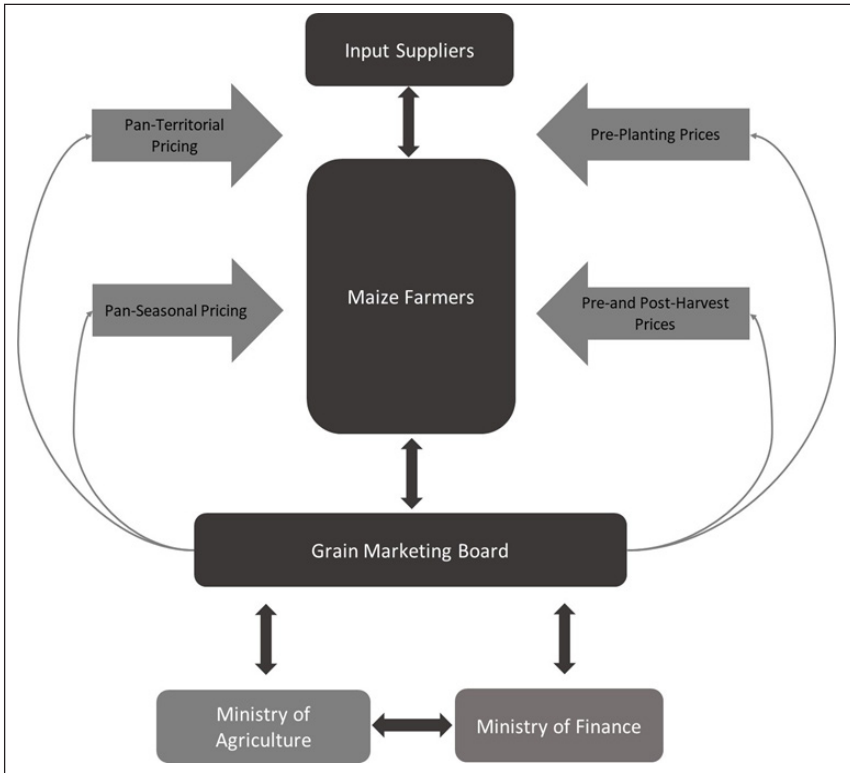 Input Suppliers
Pan-Territorial
Pricing
Pre-Planting Prices
Maize Farmers
Pan-Seasonal Pricing
Pre-and Post-Harvest
Prices
Grain Marketing Board
Ministry of
Agriculture
Ministry of Finance